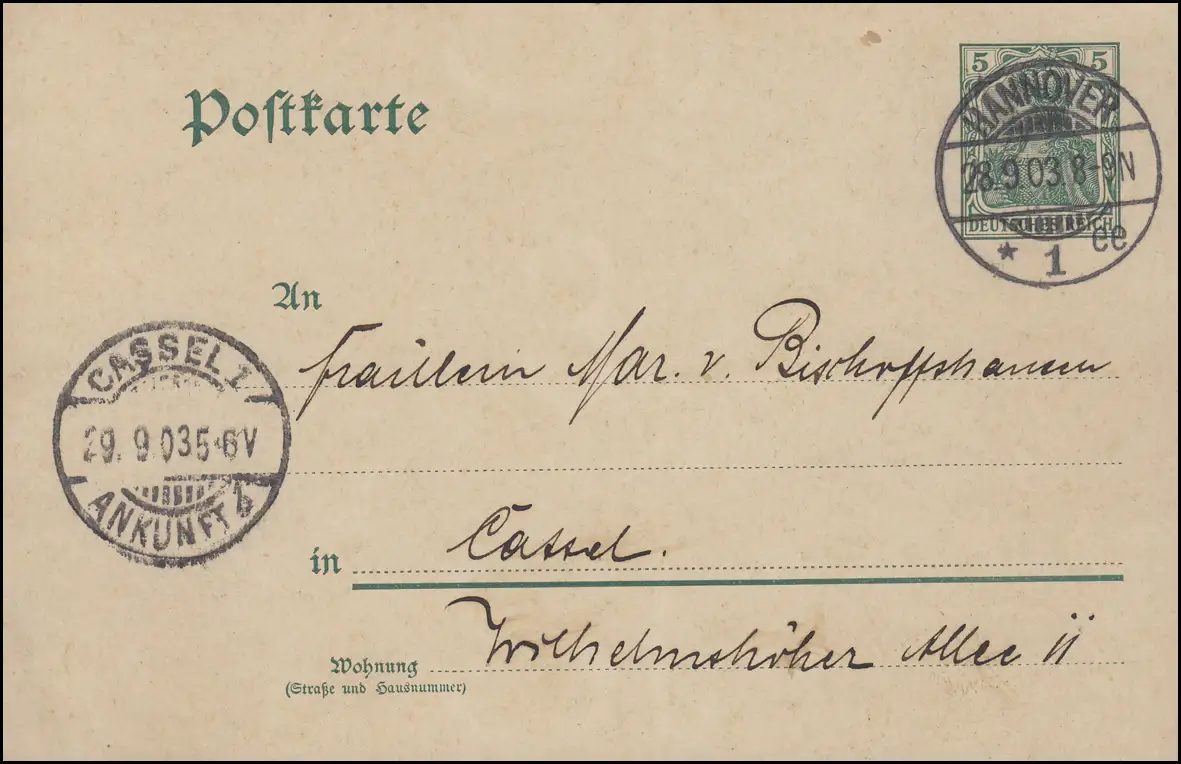 Postkarte
5 5
DEUTSCHES REICH
HANNOVER
28.9 03 8-9N
* 1 ee
An
Fräulein Mar. v. Bischoffshausen
CASSEL 1
29. 9.03 5-6V
ANKUNFT
in Cassel.
Wohnung Wilhelmshöher Allee 11
(Straße und Hausnummer)